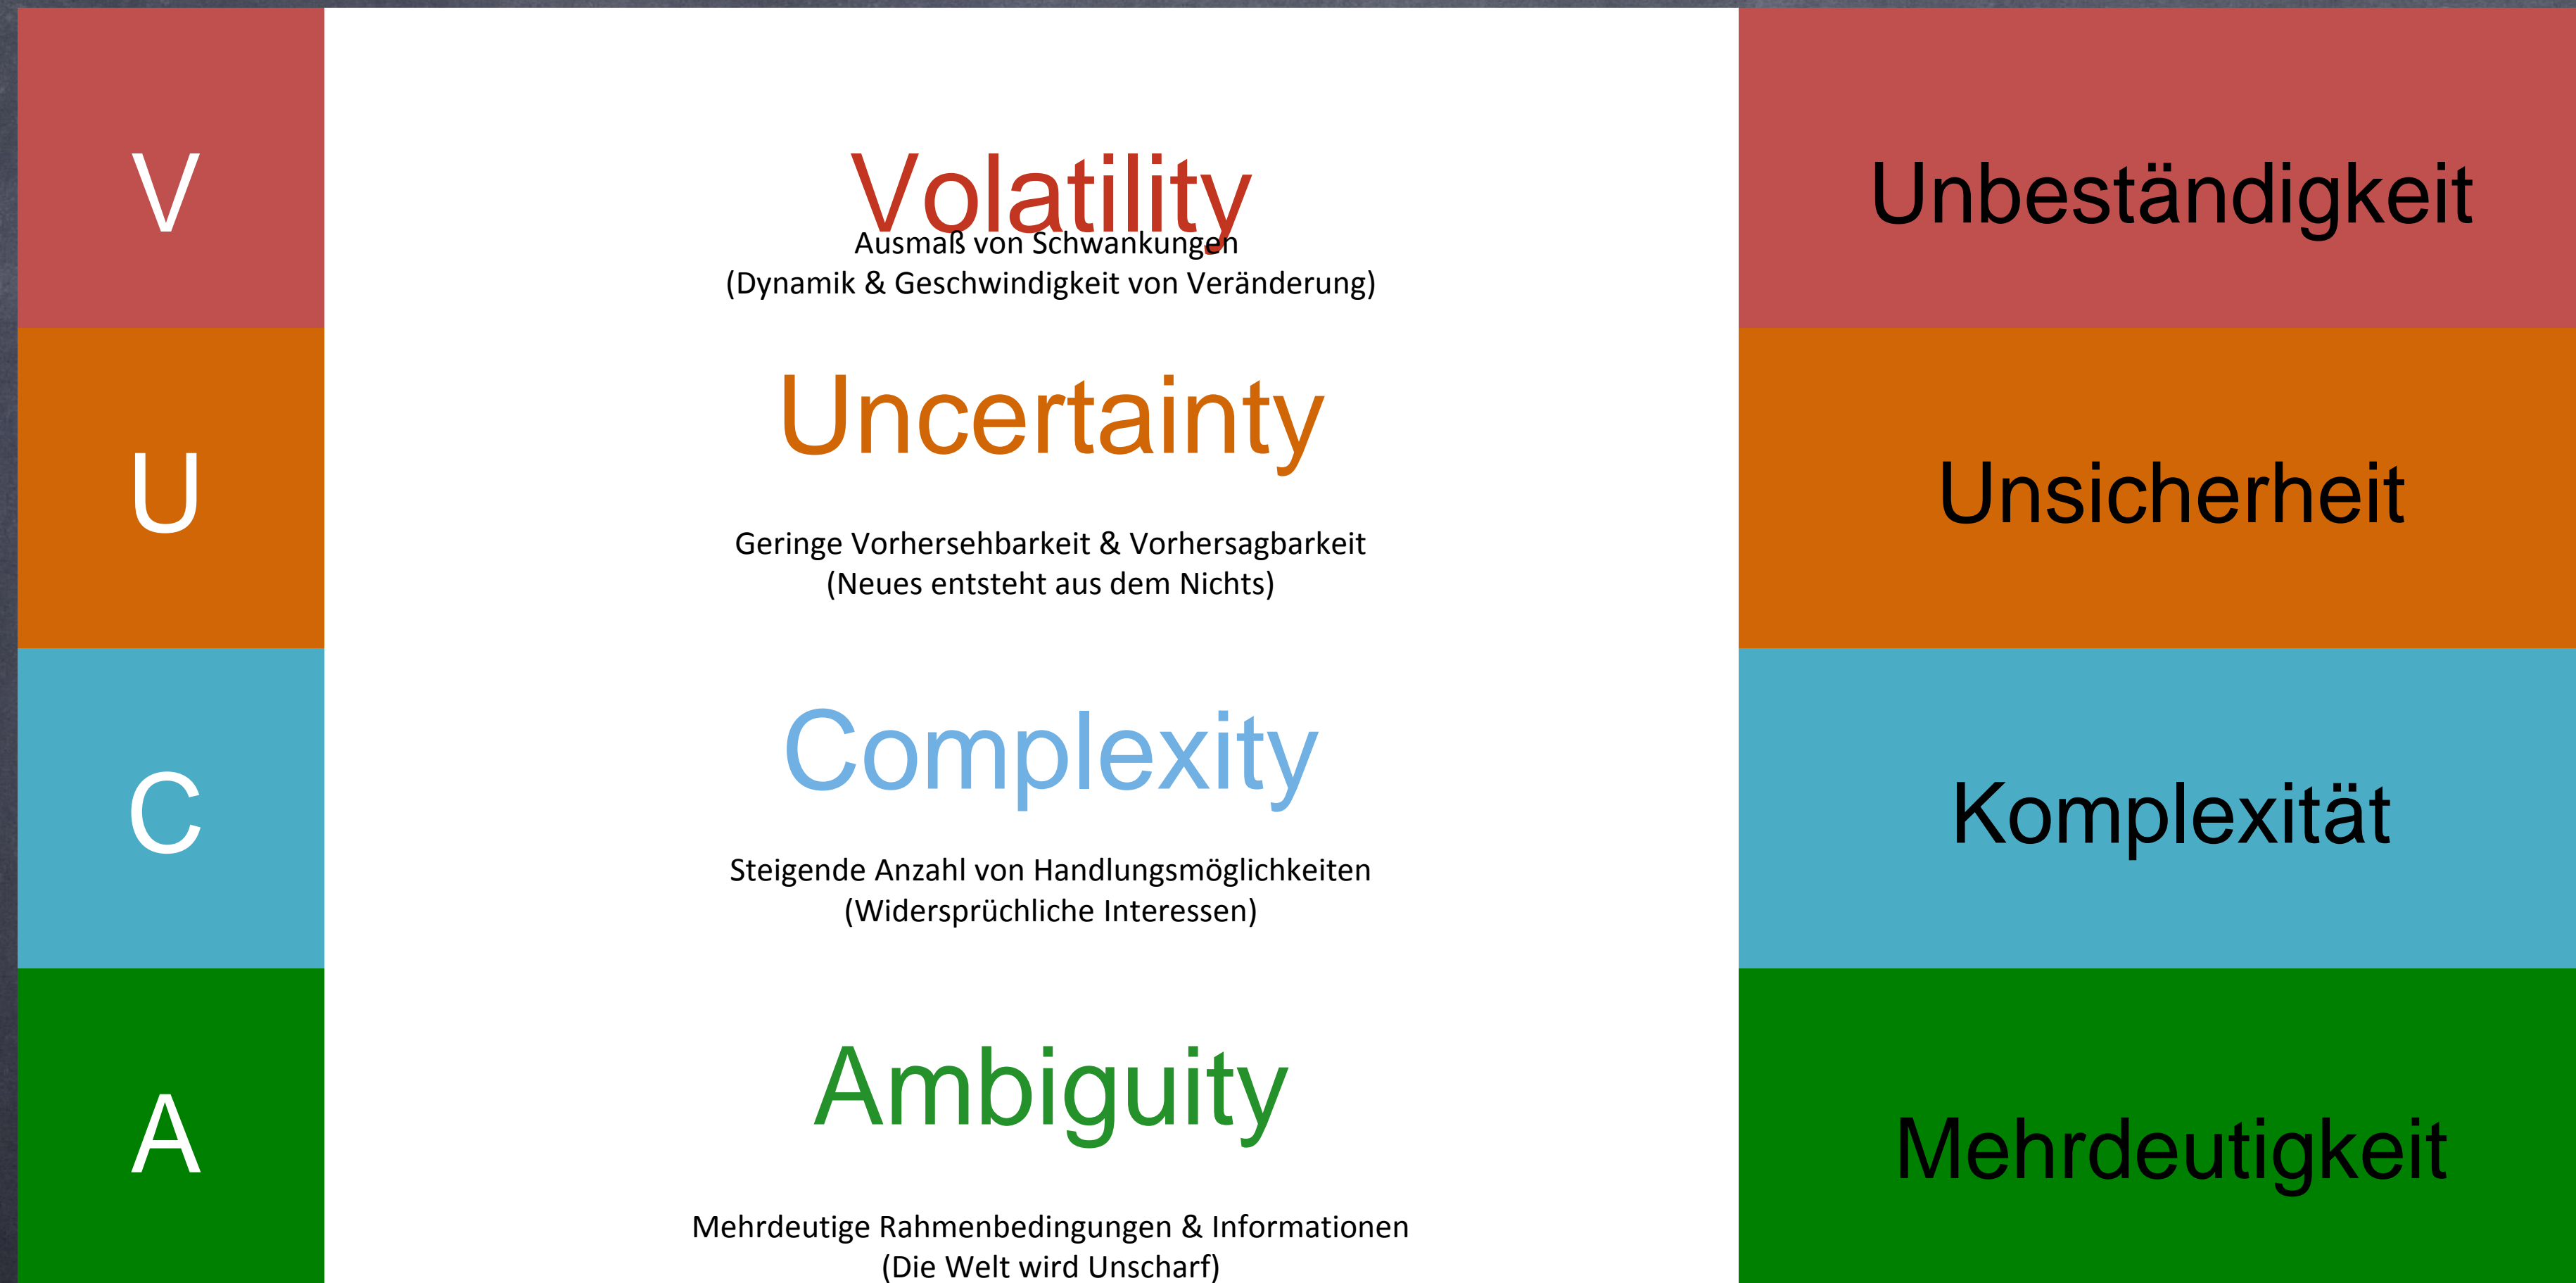 V
Volatility
Ausmaß von Schwankungen
(Dynamik & Geschwindigkeit von Veränderung)
Unbeständigkeit
U
Uncertainty
Geringe Vorhersehbarkeit & Vorhersagbarkeit
(Neues entsteht aus dem Nichts)
Unsicherheit
C
Complexity
Steigende Anzahl von Handlungsmöglichkeiten
(Widersprüchliche Interessen)
Komplexität
A
Ambiguity
Mehrdeutige Rahmenbedingungen & Informationen
(Die Welt wird Unscharf)
Mehrdeutigkeit